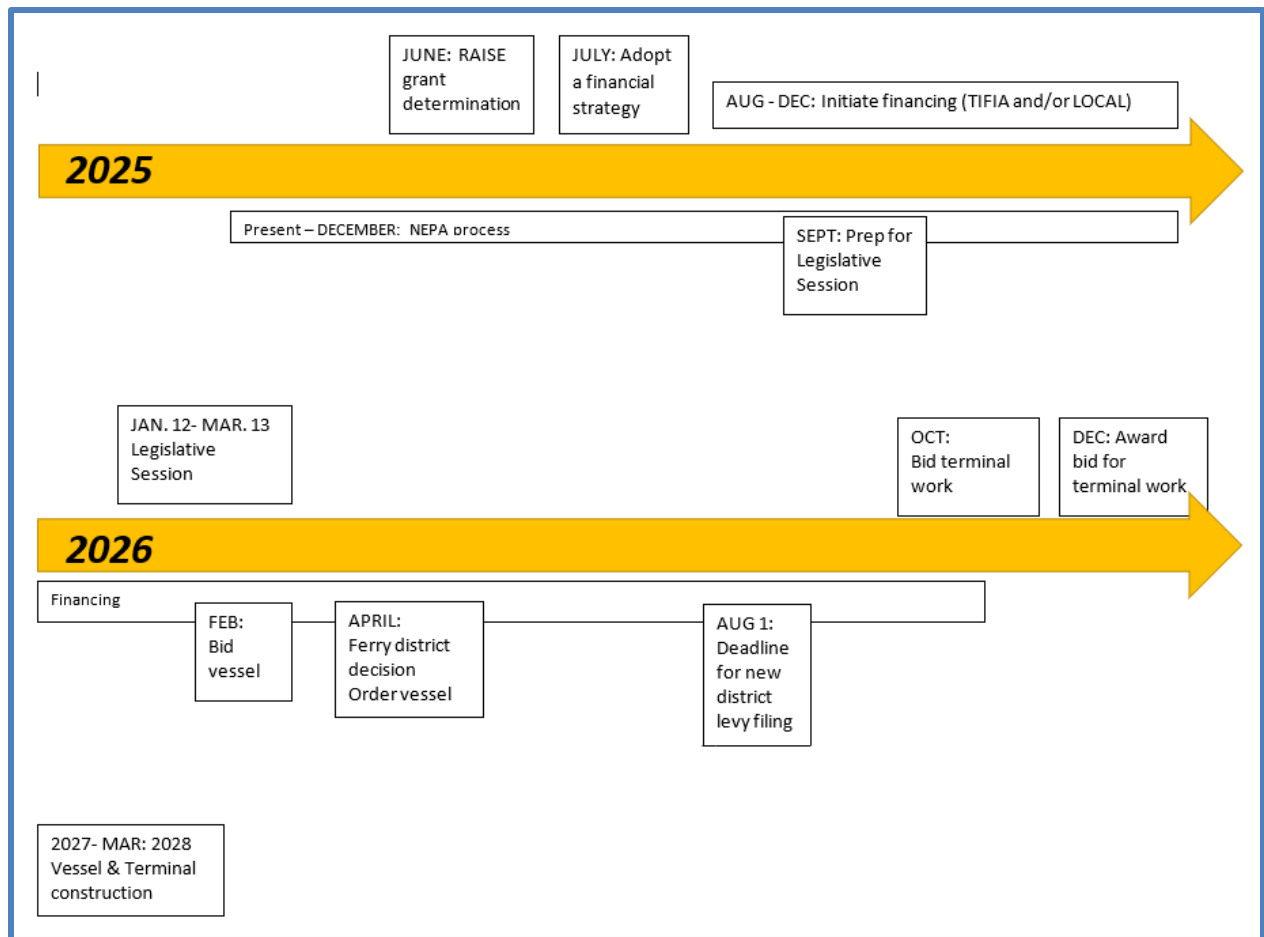 JUNE: RAISE
grant
determination
JULY: Adopt
a financial
strategy
AUG - DEC: Initiate financing (TIFIA and/or LOCAL)
2025
Present – DECEMBER: NEPA process
SEPT: Prep for
Legislative
Session
JAN. 12- MAR. 13
Legislative
Session
OCT:
Bid terminal
work
DEC: Award
bid for
terminal work
2026
Financing
FEB:
Bid
vessel
APRIL:
Ferry district
decision
Order vessel
AUG 1:
Deadline
for new
district
levy filing
2027- MAR: 2028
Vessel & Terminal
construction